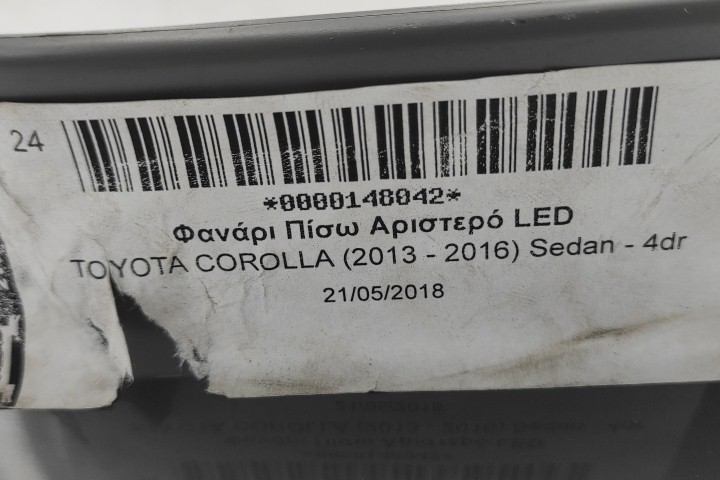 24
*0000148042*
Φανάρι Πίσω Αριστερό LED
TOYOTA COROLLA (2013 - 2016) Sedan - 4dr
21/05/2018